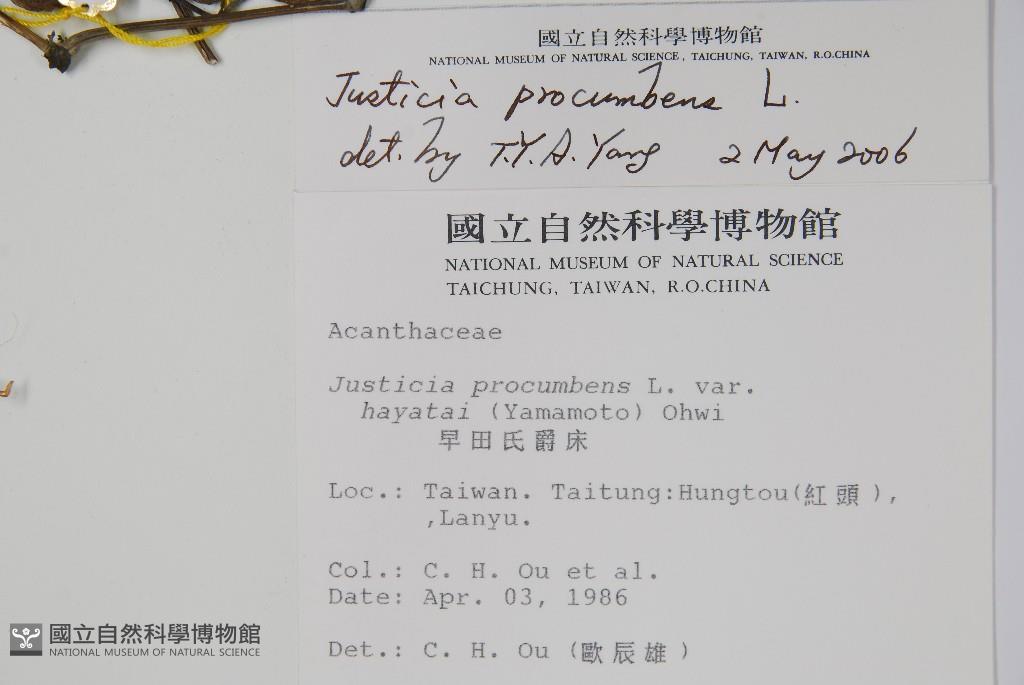 國立自然科學博物館
NATIONAL MUSEUM OF NATURAL SCIENCE, TAICHUNG, TAIWAN, R.O.CHINA
Justicia procumbens L.
det. by T.Y.A. Yang 2 May 2006
國立自然科學博物館
NATIONAL MUSEUM OF NATURAL SCIENCE
TAICHUNG, TAIWAN, R.O.CHINA
Acanthaceae
Justicia procumbens L. var.
hayatai (Yamamoto) Ohwi
早田氏爵床
Loc.: Taiwan. Taitung:Hungtou(紅頭),
,Lanyu.
Col.: C. H. Ou et al.
Date: Apr. 03, 1986
Det.: C. H. Ou (歐辰雄)
國立自然科學博物館
NATIONAL MUSEUM OF NATURAL SCIENCE